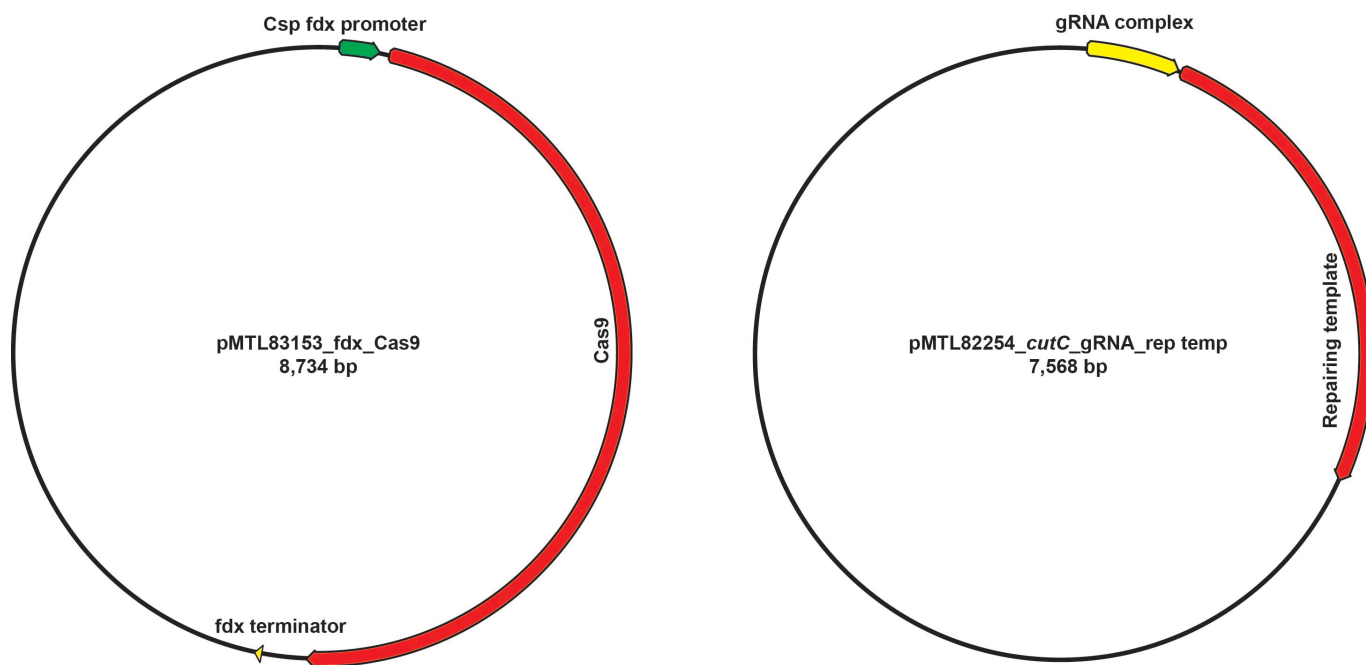 Csp fdx promoter
Cas9
pMTL83153_fdx_Cas9
8,734 bp
fdx terminator
gRNA complex
Repairing template
pMTL82254_cutC_gRNA_rep temp
7,568 bp